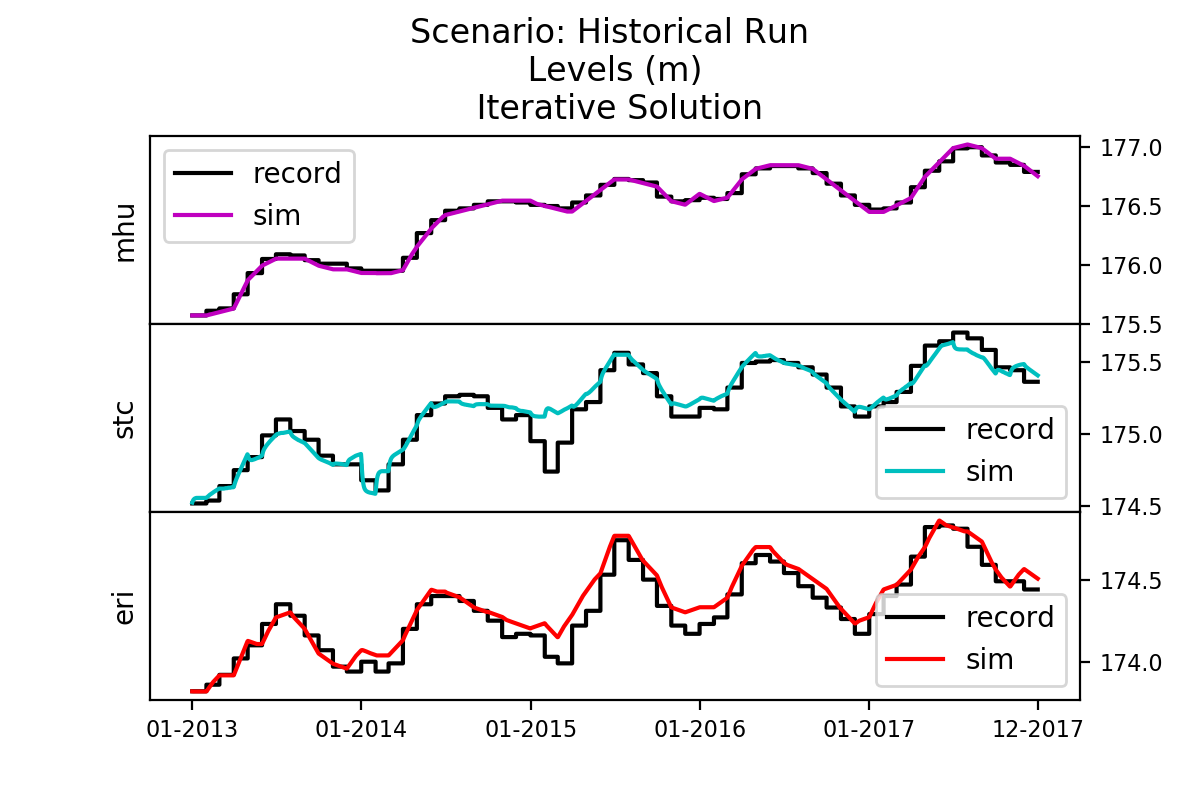 Scenario: Historical Run
Levels (m)
Iterative Solution
mhu
record
sim
177.0
176.5
176.0
175.5
stc
record
sim
175.5
175.0
174.5
eri
record
sim
174.5
174.0
01-2013 01-2014 01-2015 01-2016 01-2017 12-2017